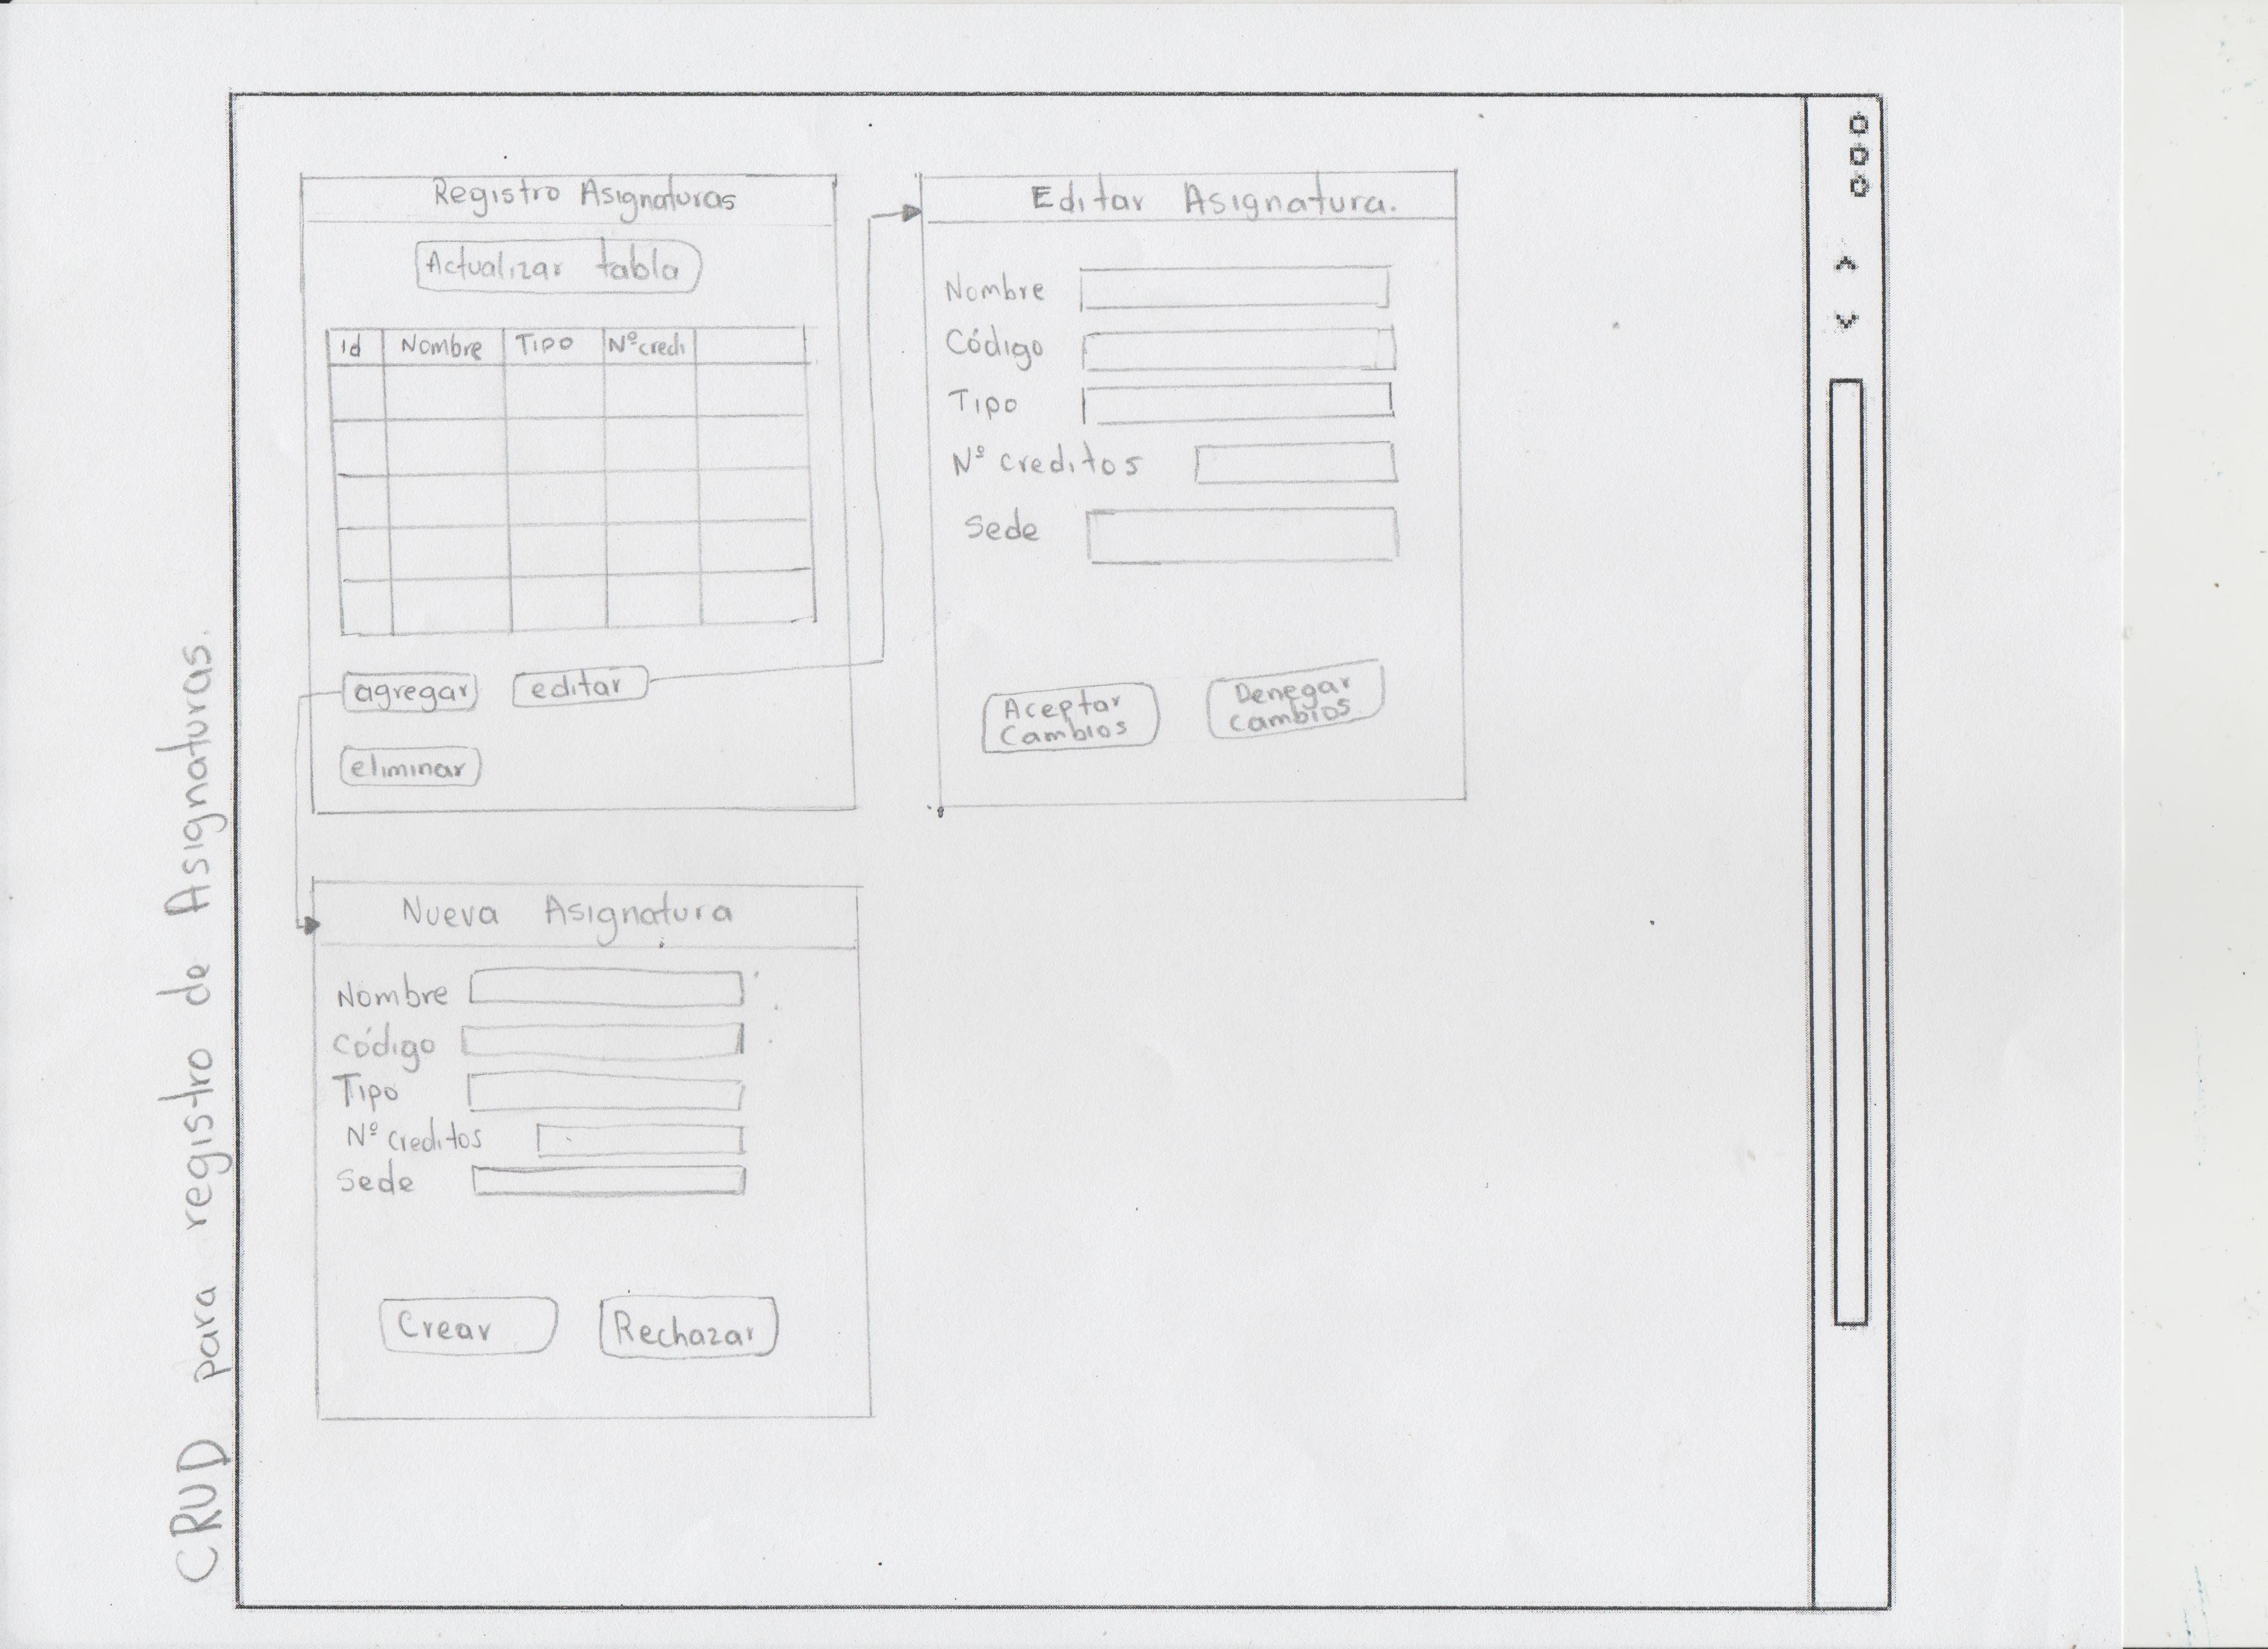 CRUD para registro de Asignaturas.
Registro Asignaturas
Actualizar tabla
Id Nombre Tipo Nº credi
agregar editar
eliminar
Editar Asignatura.
Nombre
Código
Tipo
Nº creditos
Sede
Aceptar
Cambios
Denegar
Cambios
Nueva Asignatura
Nombre
Código
Tipo
Nº creditos
Sede
Crear Rechazar